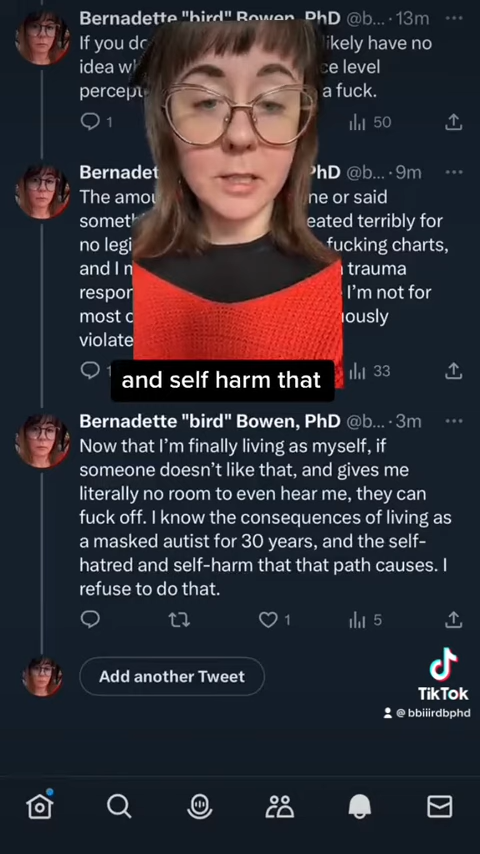 Bernadette "bird" Bowen, PhD @b... · 13m
If you do likely have no
idea wh ce level
percept a fuck.
1 50
Bernadet PhD @b... · 9m
The amou ne or said
someth eated terribly for
no legi fucking charts,
and I m trauma
respon I'm not for
most o uously
violate
1 33
and self harm that
Bernadette "bird" Bowen, PhD @b... · 3m
Now that I'm finally living as myself, if
someone doesn't like that, and gives me
literally no room to even hear me, they can
fuck off. I know the consequences of living as
a masked autist for 30 years, and the self-
hatred and self-harm that that path causes. I
refuse to do that.
1 5
Add another Tweet
TikTok
@bbiiirdbphd